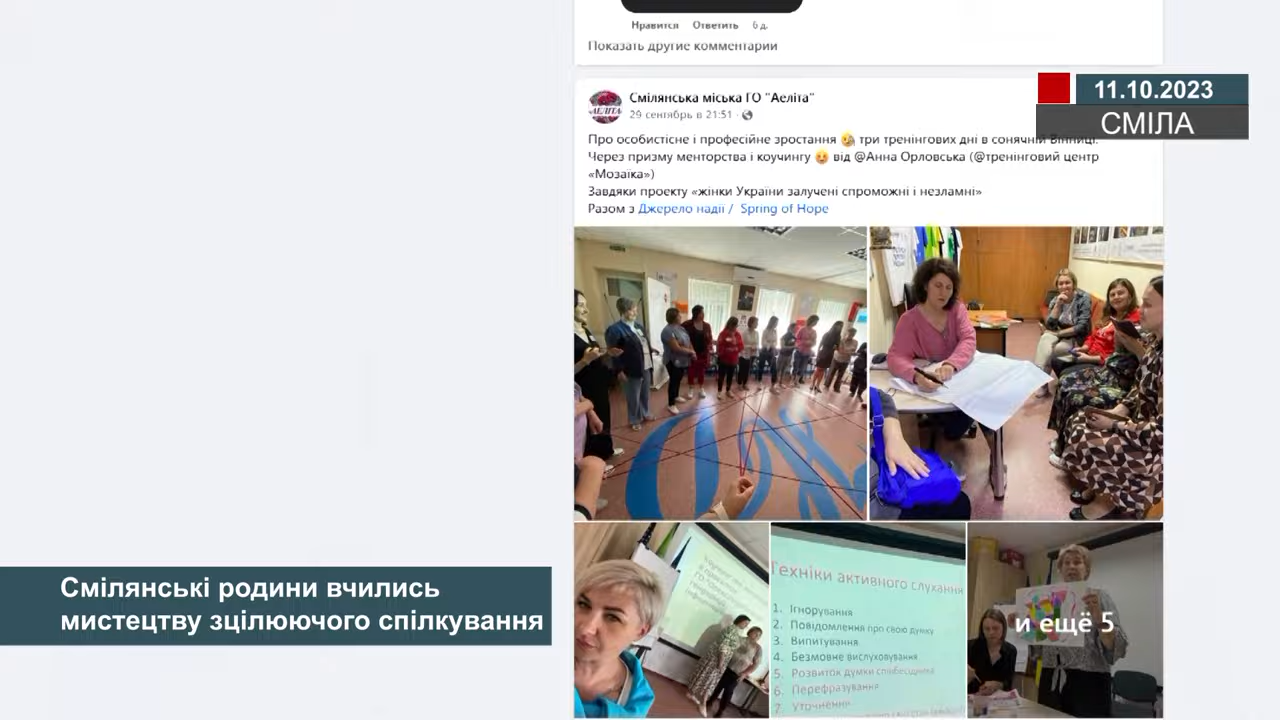 Нравится Ответить 6 д.
Показать другие комментарии
Смілянська міська ГО "Аеліта"
29 сентябрь в 21:51 ·
11.10.2023
СМІЛА
Про особистісне і професійне зростання три тренінгових дні в сонячній Вінниці.
Через призму менторства і коучингу від @Анна Орловська (@тренінговий центр
«Мозаїка»)
Завдяки проекту «жінки України залучені спроможні і незламні»
Разом з Джерело надії / Spring of Hope
АЕЛІТА
Техніки активного слухання
1. Ігнорування
2. Повідомлення про свою думку
3. Випитування
4. Безмовне вислуховування
5. Розвиток думки співбесідника
6. Перефразування
7. Уточнення
и ещё 5
Смілянські родини вчились
мистецтву зцілюючого спілкування